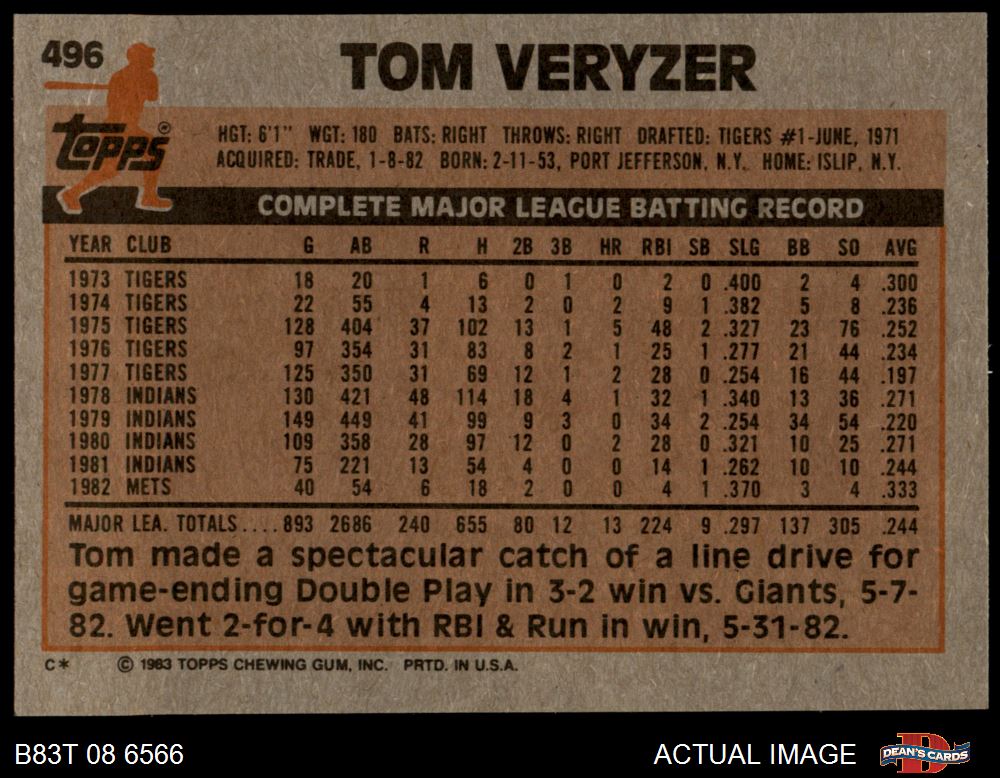 496
TOM VERYZER
topps®
HGT: 6'1" WGT: 180 BATS: RIGHT THROWS: RIGHT DRAFTED: TIGERS #1-JUNE, 1971
ACQUIRED: TRADE, 1-8-82 BORN: 2-11-53, PORT JEFFERSON, N.Y. HOME: ISLIP, N.Y.
COMPLETE MAJOR LEAGUE BATTING RECORD
YEAR CLUB G AB R H 2B 3B HR RBI SB SLG BB SO AVG
1973 TIGERS 18 20 1 6 0 1 0 2 0 .400 2 4 .300
1974 TIGERS 22 55 4 13 2 0 2 9 1 .382 5 8 .236
1975 TIGERS 128 404 37 102 13 1 5 48 2 .327 23 76 .252
1976 TIGERS 97 354 31 83 8 2 1 25 1 .277 21 44 .234
1977 TIGERS 125 350 31 69 12 1 2 28 0 .254 16 44 .197
1978 INDIANS 130 421 48 114 18 4 1 32 1 .340 13 36 .271
1979 INDIANS 149 449 41 99 9 3 0 34 2 .254 34 54 .220
1980 INDIANS 109 358 28 97 12 0 2 28 0 .321 10 25 .271
1981 INDIANS 75 221 13 54 4 0 0 14 1 .262 10 10 .244
1982 METS 40 54 6 18 2 0 0 4 1 .370 3 4 .333
MAJOR LEA. TOTALS....893 2686 240 655 80 12 13 224 9 .297 137 305 .244
Tom made a spectacular catch of a line drive for
game-ending Double Play in 3-2 win vs. Giants, 5-7-
82. Went 2-for-4 with RBI & Run in win, 5-31-82.
C* © 1983 TOPPS CHEWING GUM, INC. PRTD. IN U.S.A.
B83T 08 6566 ACTUAL IMAGE D DEAN'S CARDS